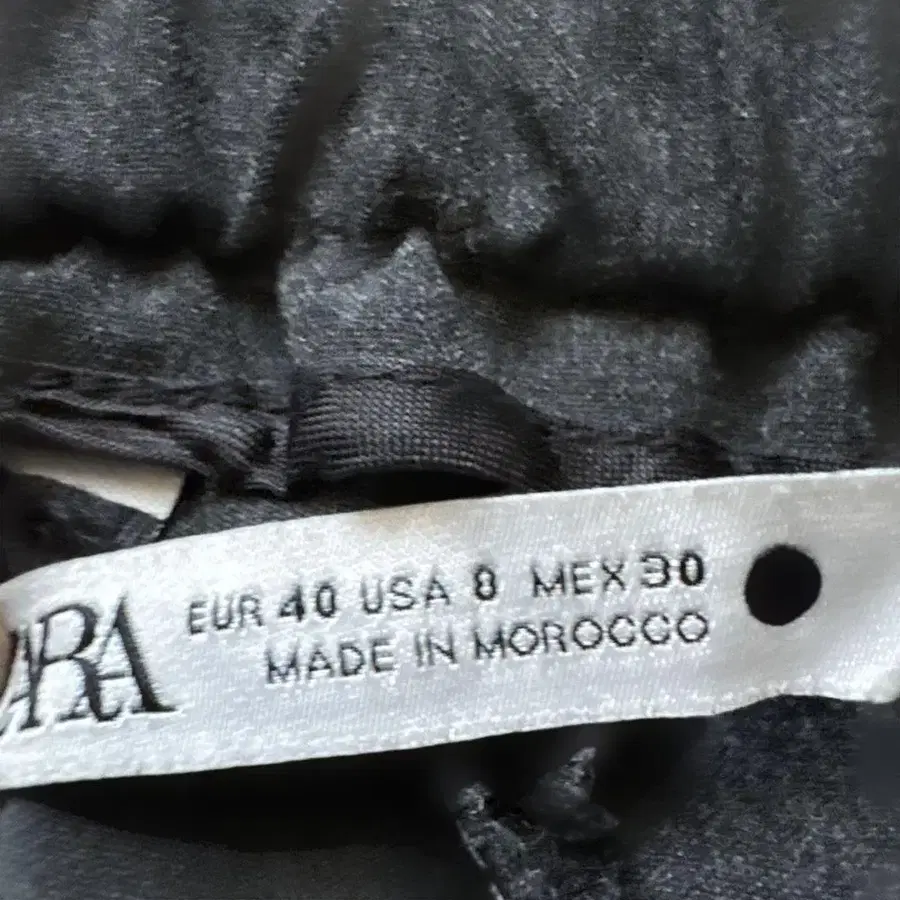 ZARA
EUR 40 USA 8 MEX 30
MADE IN MOROCCO